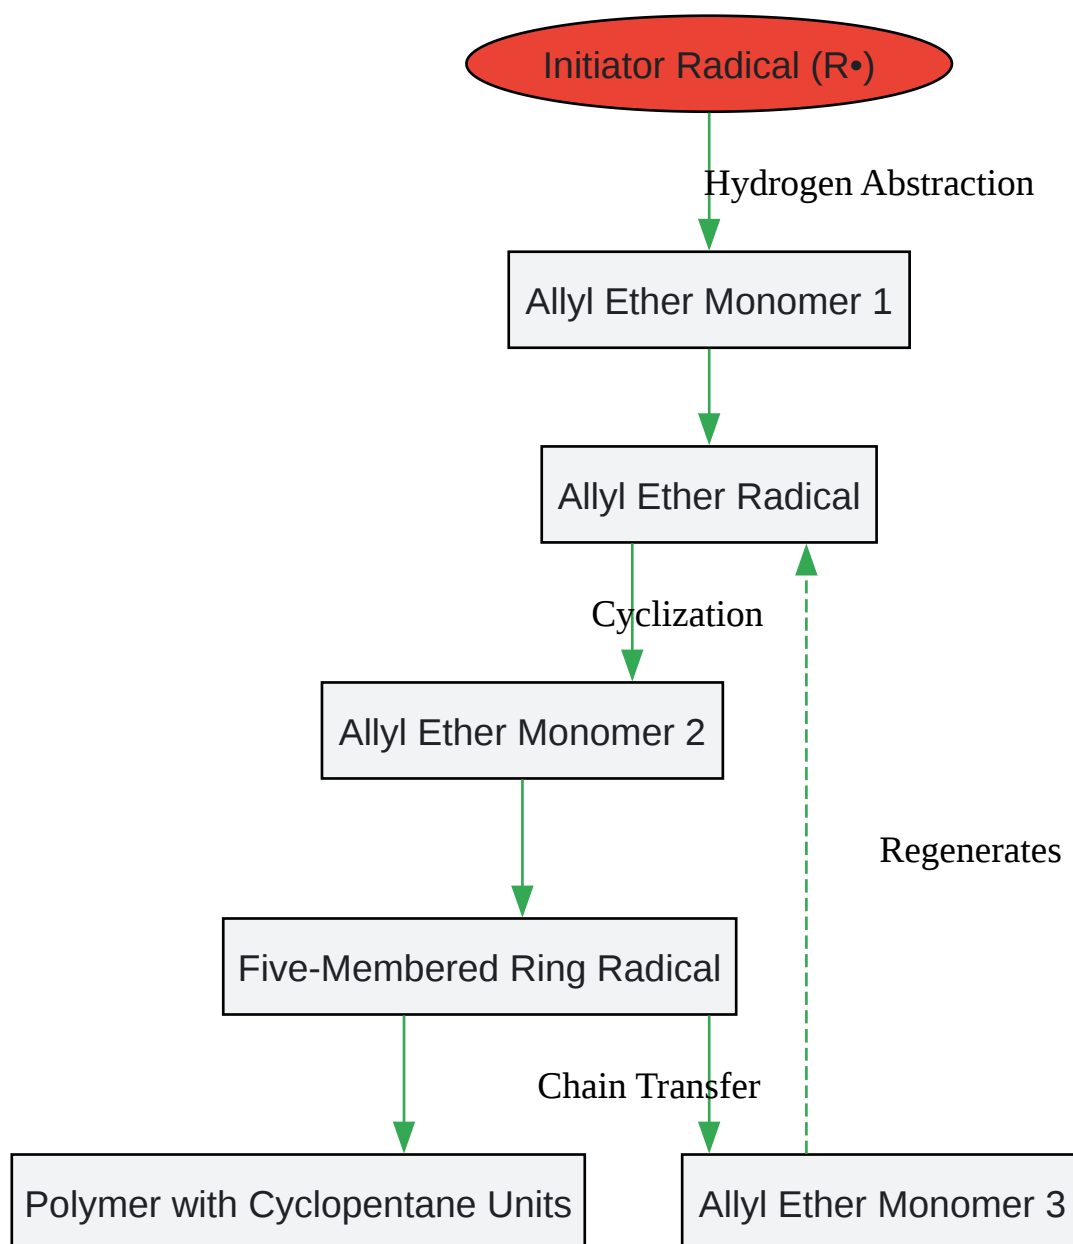 Initiator Radical (R•)
Hydrogen Abstraction
Allyl Ether Monomer 1
Allyl Ether Radical
Cyclization
Allyl Ether Monomer 2
Regenerates
Five-Membered Ring Radical
Chain Transfer
Polymer with Cyclopentane Units
Allyl Ether Monomer 3